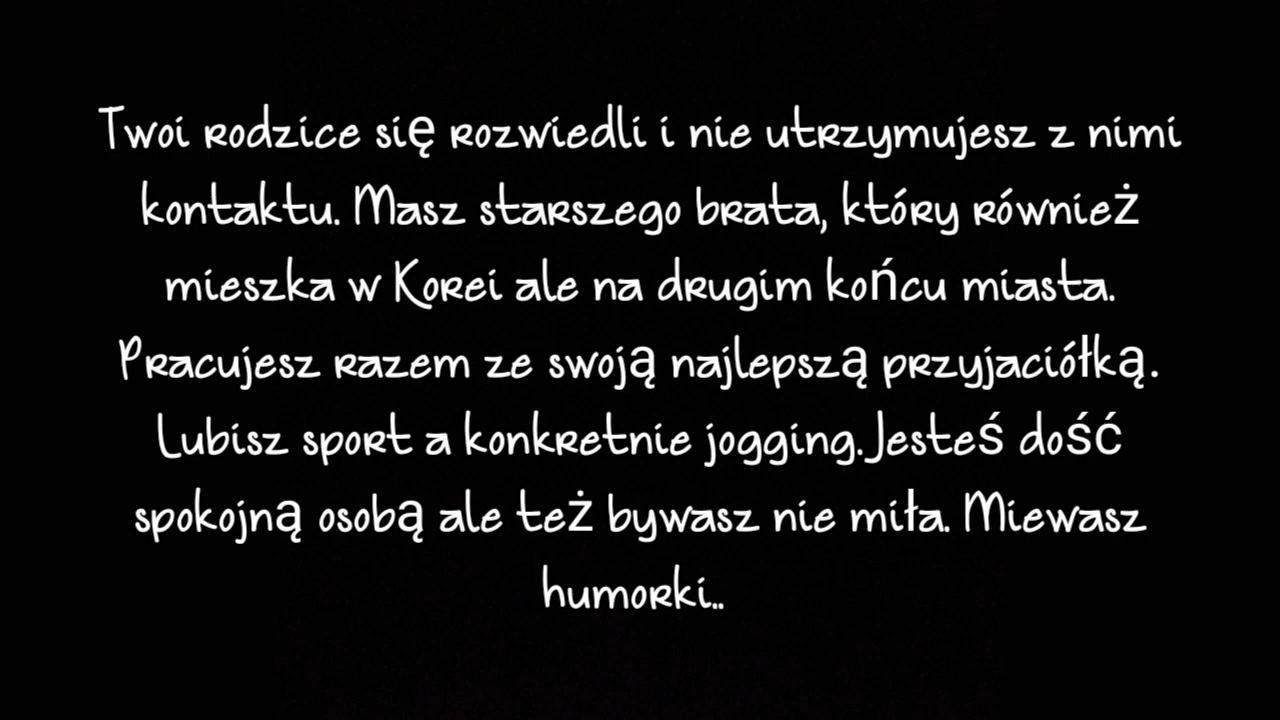 Twoi rodzice się rozwiedli i nie utrzymujesz z nimi
kontaktu. Masz starszego brata, który również
mieszka w Korei ale na drugim końcu miasta.
Pracujesz razem ze swoją najlepszą przyjaciółką.
Lubisz sport a konkretnie jogging.Jesteś dość
spokojną osobą ale też bywasz nie miła. Miewasz
humorki..